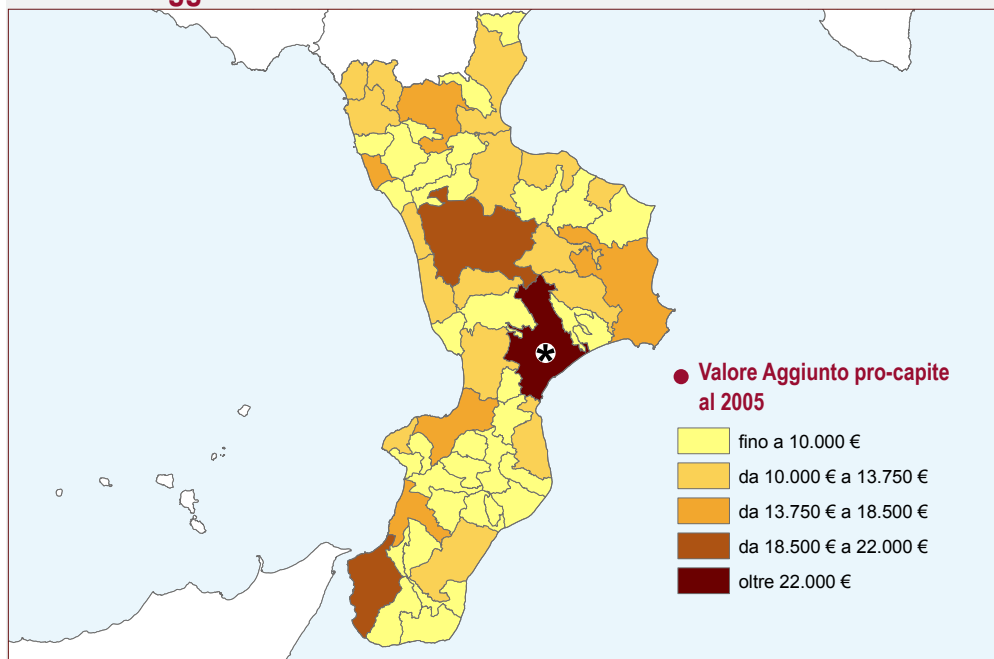 Valore Aggiunto pro-capite
al 2005
fino a 10.000 €
da 10.000 € a 13.750 €
da 13.750 € a 18.500 €
da 18.500 € a 22.000 €
oltre 22.000 €